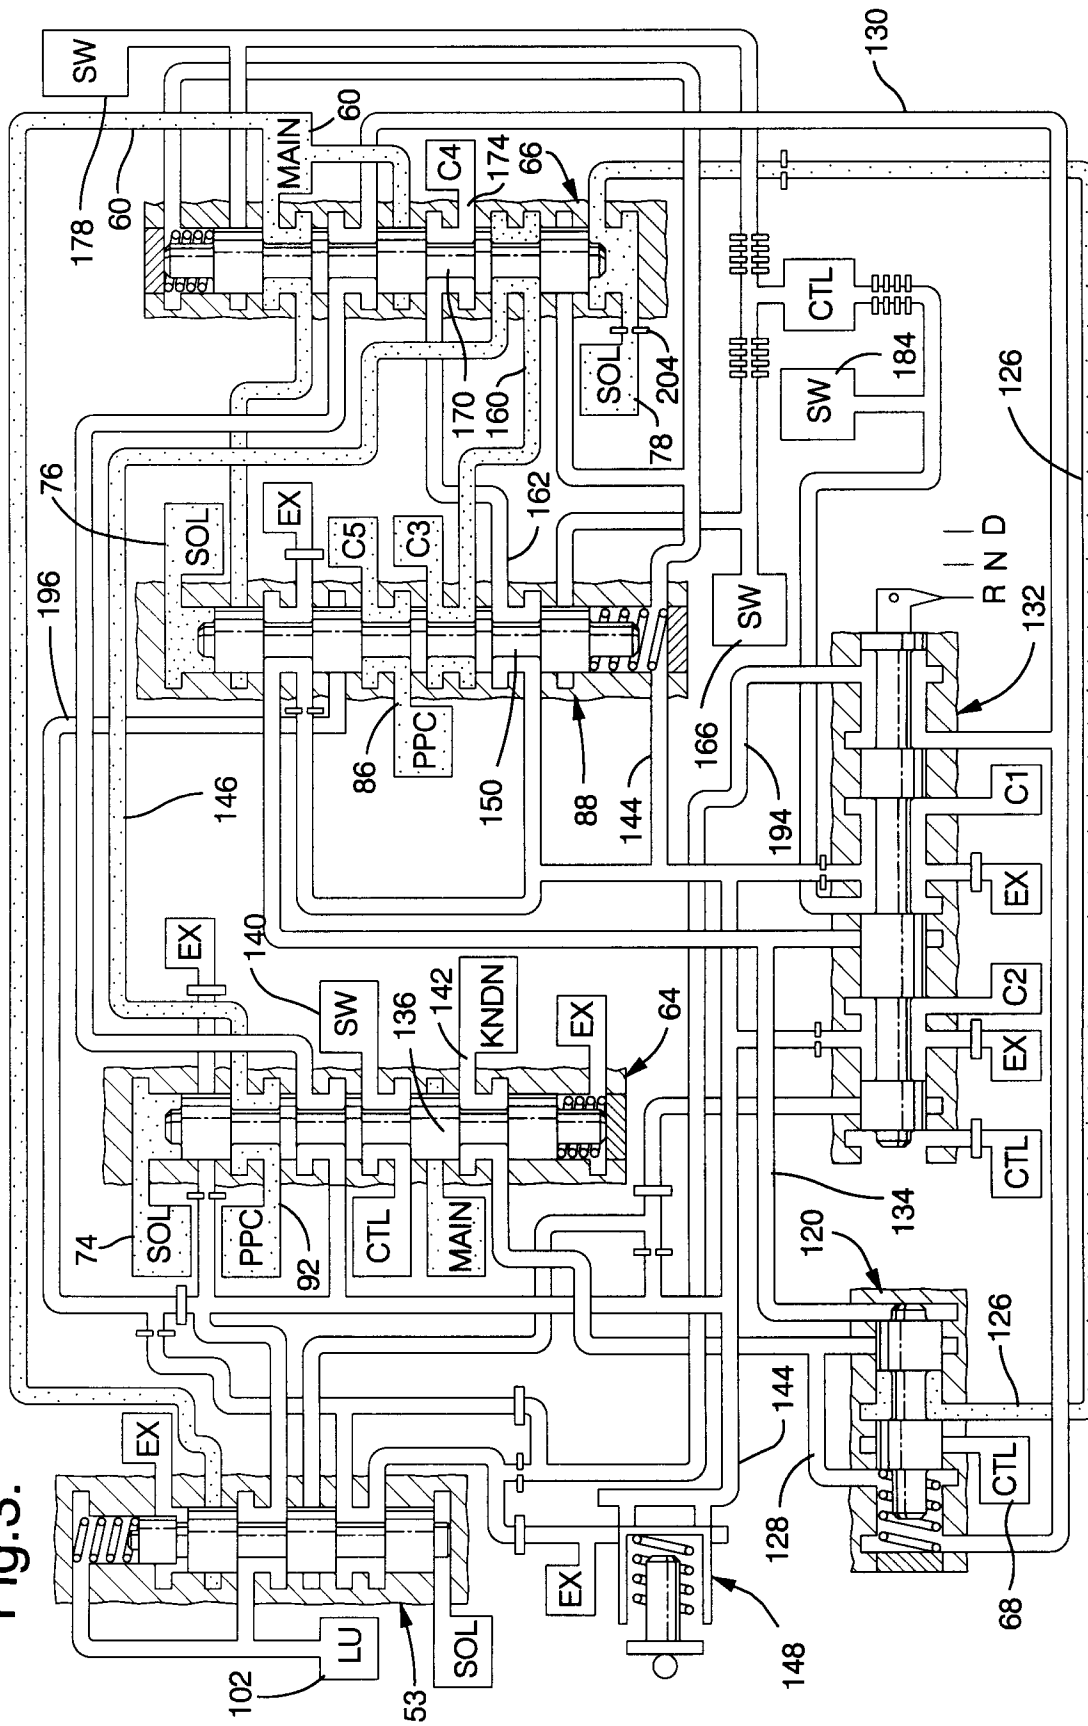 Fig.3.
SW
178
60
MAIN
60
C4
174
66
130
76
SOL
EX
C5
C3
196
146
86
PPC
150
88
162
170
160
SOL
78
204
SW
166
144
194
CTL
SW
184
126
R N D
132
C1
EX
C2
EX
CTL
134
EX
140
SW
136
142
KNDN
EX
64
74
SOL
PPC
92
CTL
MAIN
EX
LU
102
SOL
53
EX
148
144
128
120
126
CTL
68